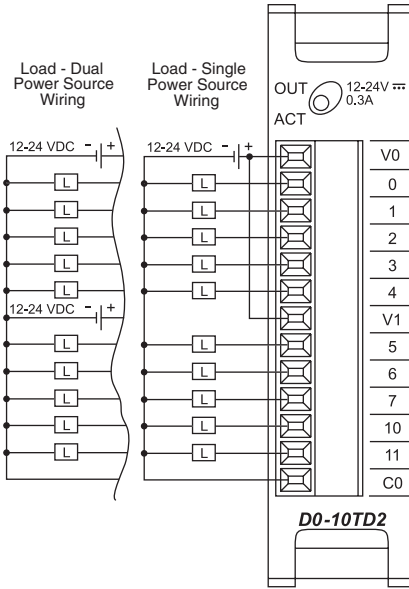 Load - Dual
Power Source
Wiring
Load - Single
Power Source
Wiring
OUT
12-24V ⎓
0.3A
ACT
12-24 VDC - +
12-24 VDC - +
V0
L
L
0
L
L
1
L
L
2
L
L
3
L
L
4
12-24 VDC - +
V1
L
L
5
L
L
6
L
L
7
L
L
10
L
L
11
C0
D0-10TD2